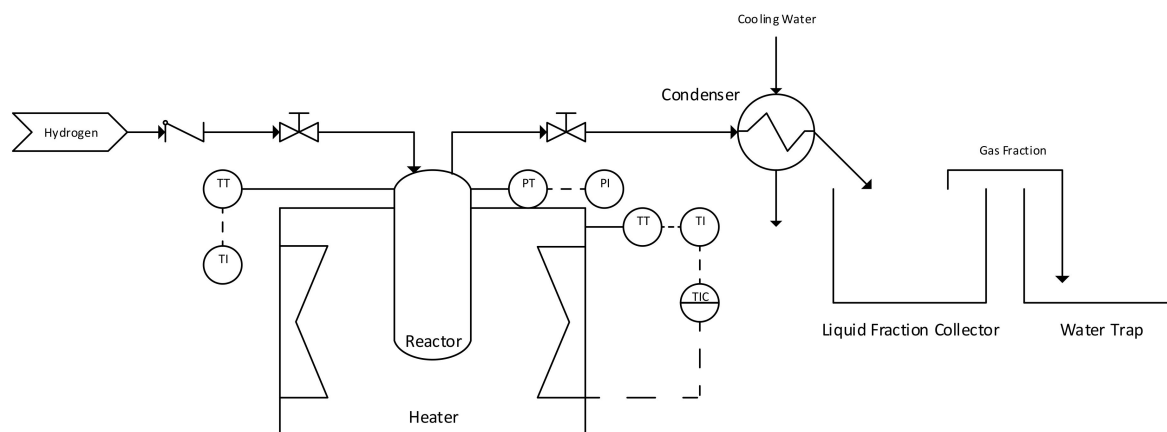 Cooling Water
Condenser
Hydrogen
Gas Fraction
TT
PT
PI
TT
TI
TI
TIC
Liquid Fraction Collector
Water Trap
Reactor
Heater